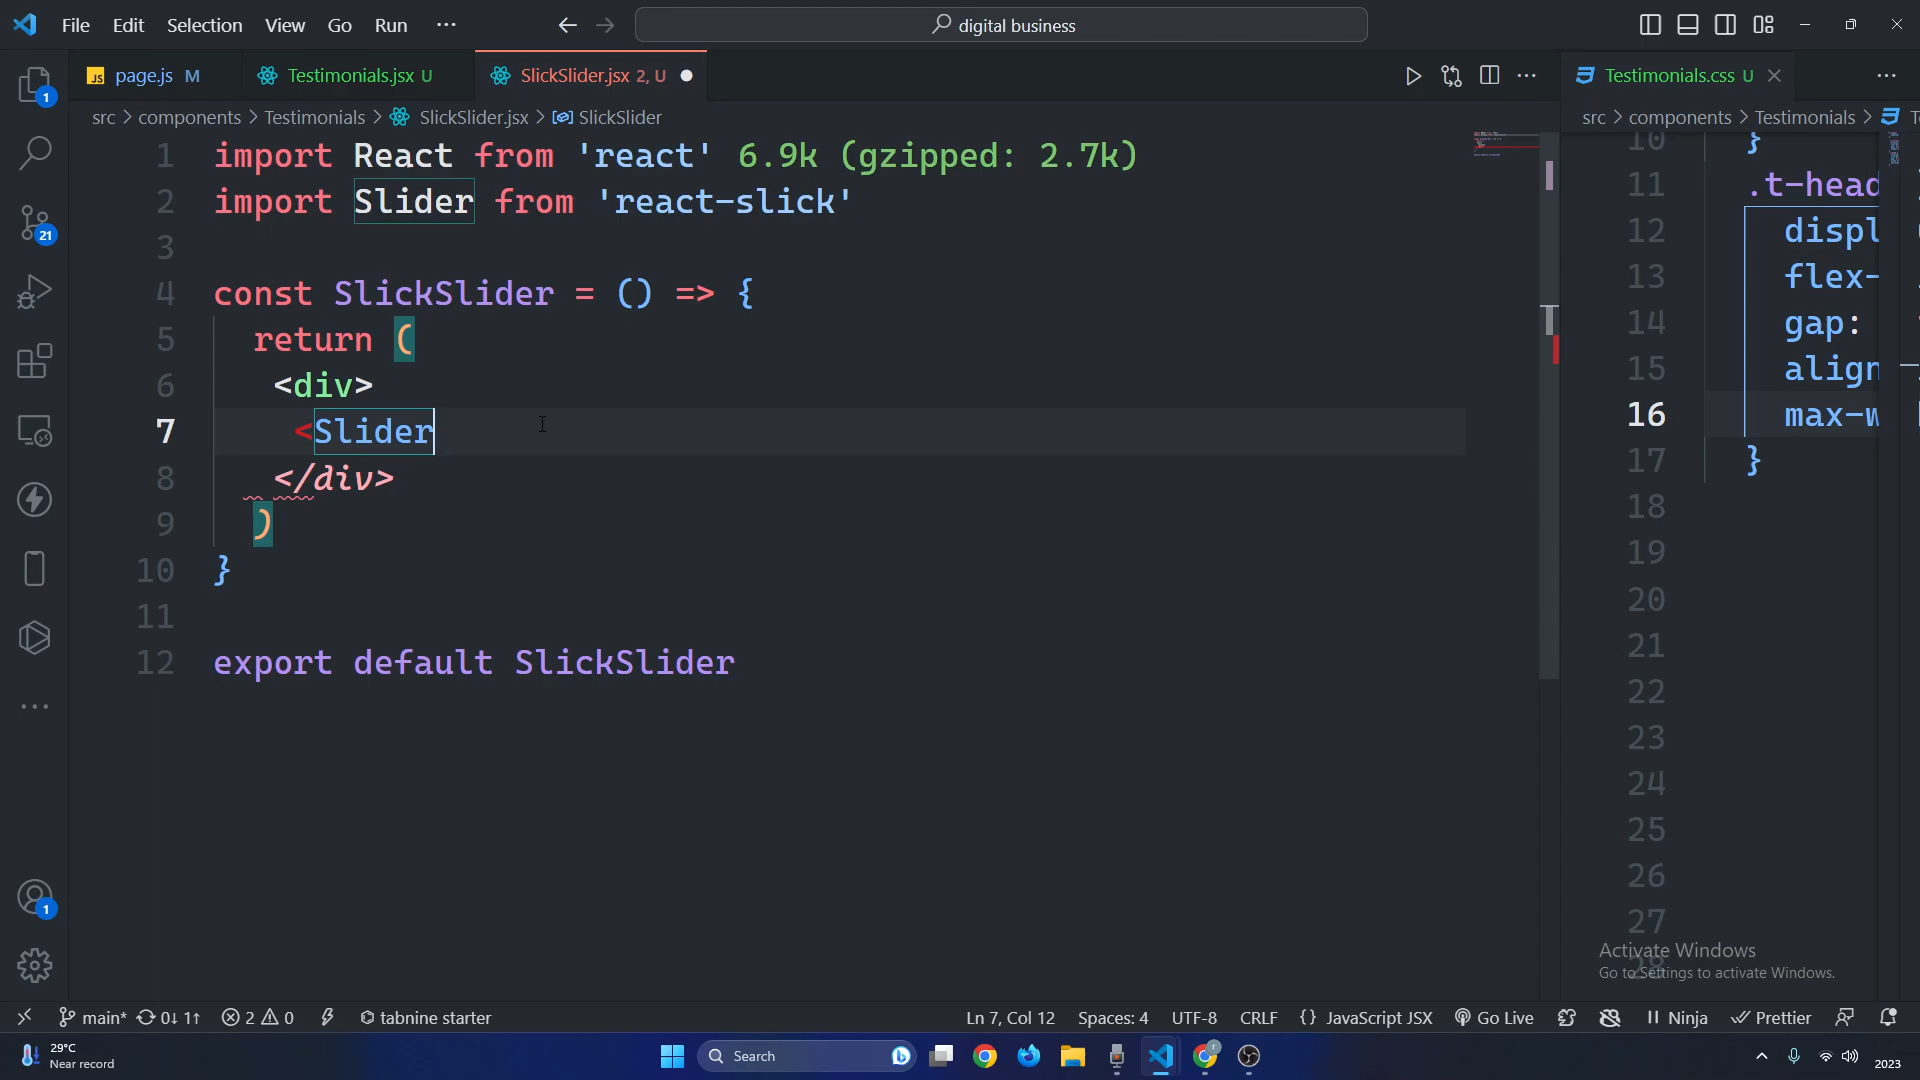 File Edit Selection View Go Run ··· digital business
page.js M Testimonials.jsx U SlickSlider.jsx 2, U
Testimonials.css U
src > components > Testimonials > SlickSlider.jsx > SlickSlider
src > components > Testimonials >
1 import React from 'react' 6.9k (gzipped: 2.7k)
2 import Slider from 'react-slick'
3
4 const SlickSlider = () => {
5 return (
6 <div>
7 <Slider
8 </div>
9 )
10 }
11
12 export default SlickSlider
10 }
11 .t-head
12 displ
13 flex-
14 gap:
15 align
16 max-w
17 }
18
19
20
21
22
23
24
25
26
27
28
1
21
1
Activate Windows
Go to Settings to activate Windows.
main* 0↓ 1↑ 2 0 tabnine starter
Ln 7, Col 12 Spaces: 4 UTF-8 CRLF {} JavaScript JSX Go Live Ninja Prettier
29°C
Near record
Search
2023